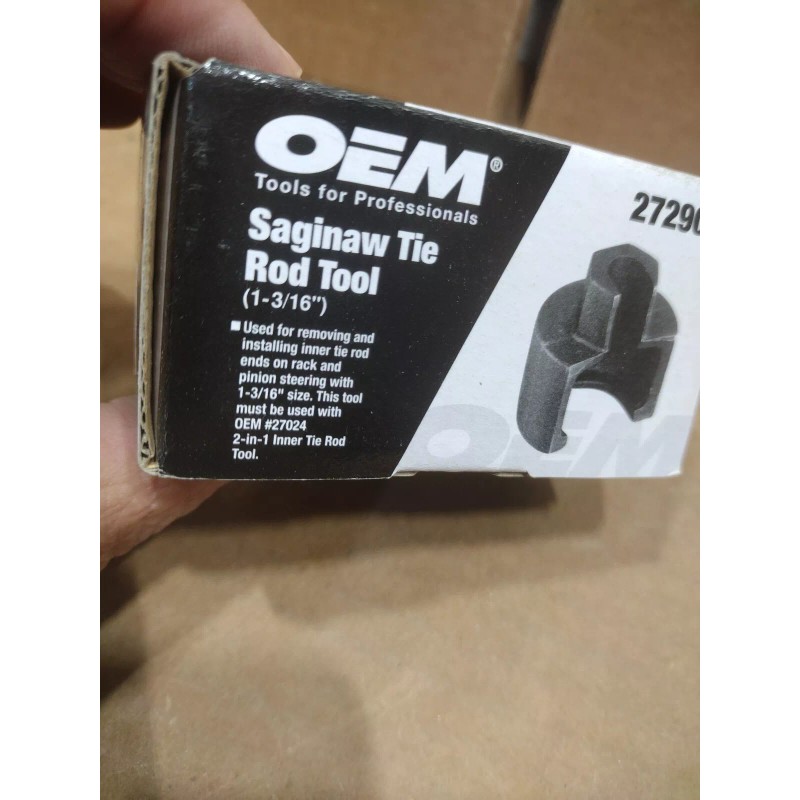 OEM®
Tools for Professionals
27290
Saginaw Tie
Rod Tool
(1-3/16")
■ Used for removing and
installing inner tie rod
ends on rack and
pinion steering with
1-3/16" size. This tool
must be used with
OEM #27024
2-in-1 Inner Tie Rod
Tool.
OEM